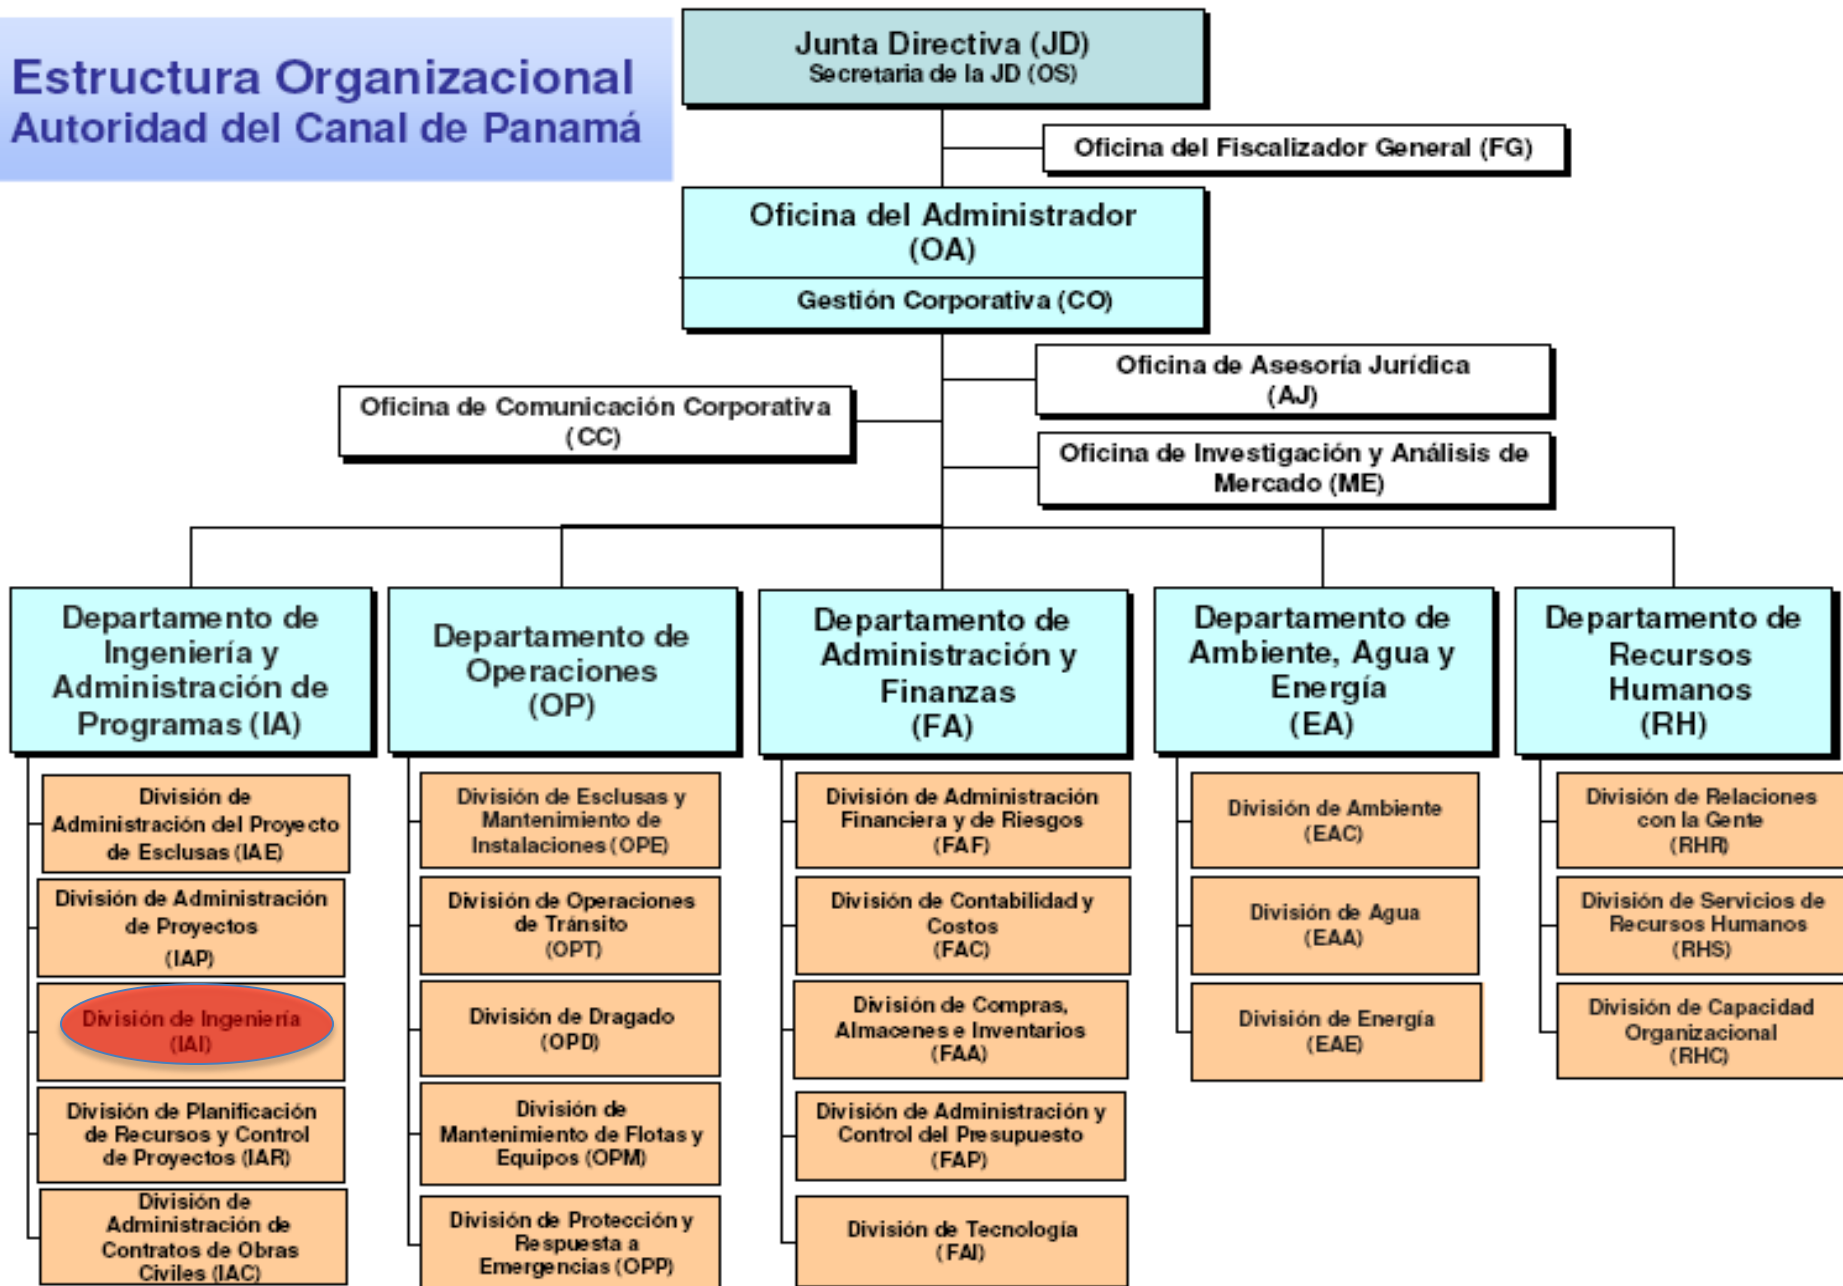 Estructura Organizacional
Autoridad del Canal de Panamá
Junta Directiva (JD)
Secretaria de la JD (OS)
Oficina del Fiscalizador General (FG)
Oficina del Administrador
(OA)
Gestión Corporativa (CO)
Oficina de Asesoría Jurídica
(AJ)
Oficina de Comunicación Corporativa
(CC)
Oficina de Investigación y Análisis de
Mercado (ME)
Departamento de
Ingeniería y
Administración de
Programas (IA)
División de
Administración del Proyecto
de Esclusas (IAE)
División de Administración
de Proyectos
(IAP)
División de Ingeniería
(IAI)
División de Planificación
de Recursos y Control
de Proyectos (IAR)
División de
Administración de
Contratos de Obras
Civiles (IAC)
Departamento de
Operaciones
(OP)
División de Esclusas y
Mantenimiento de
Instalaciones (OPE)
División de Operaciones
de Tránsito
(OPT)
División de Dragado
(OPD)
División de
Mantenimiento de Flotas y
Equipos (OPM)
División de Protección y
Respuesta a
Emergencias (OPP)
Departamento de
Administración y
Finanzas
(FA)
División de Administración
Financiera y de Riesgos
(FAF)
División de Contabilidad y
Costos
(FAC)
División de Compras,
Almacenes e Inventarios
(FAA)
División de Administración y
Control del Presupuesto
(FAP)
División de Tecnología
(FAI)
Departamento de
Ambiente, Agua y
Energía
(EA)
División de Ambiente
(EAC)
División de Agua
(EAA)
División de Energía
(EAE)
Departamento de
Recursos
Humanos
(RH)
División de Relaciones
con la Gente
(RHR)
División de Servicios de
Recursos Humanos
(RHS)
División de Capacidad
Organizacional
(RHC)